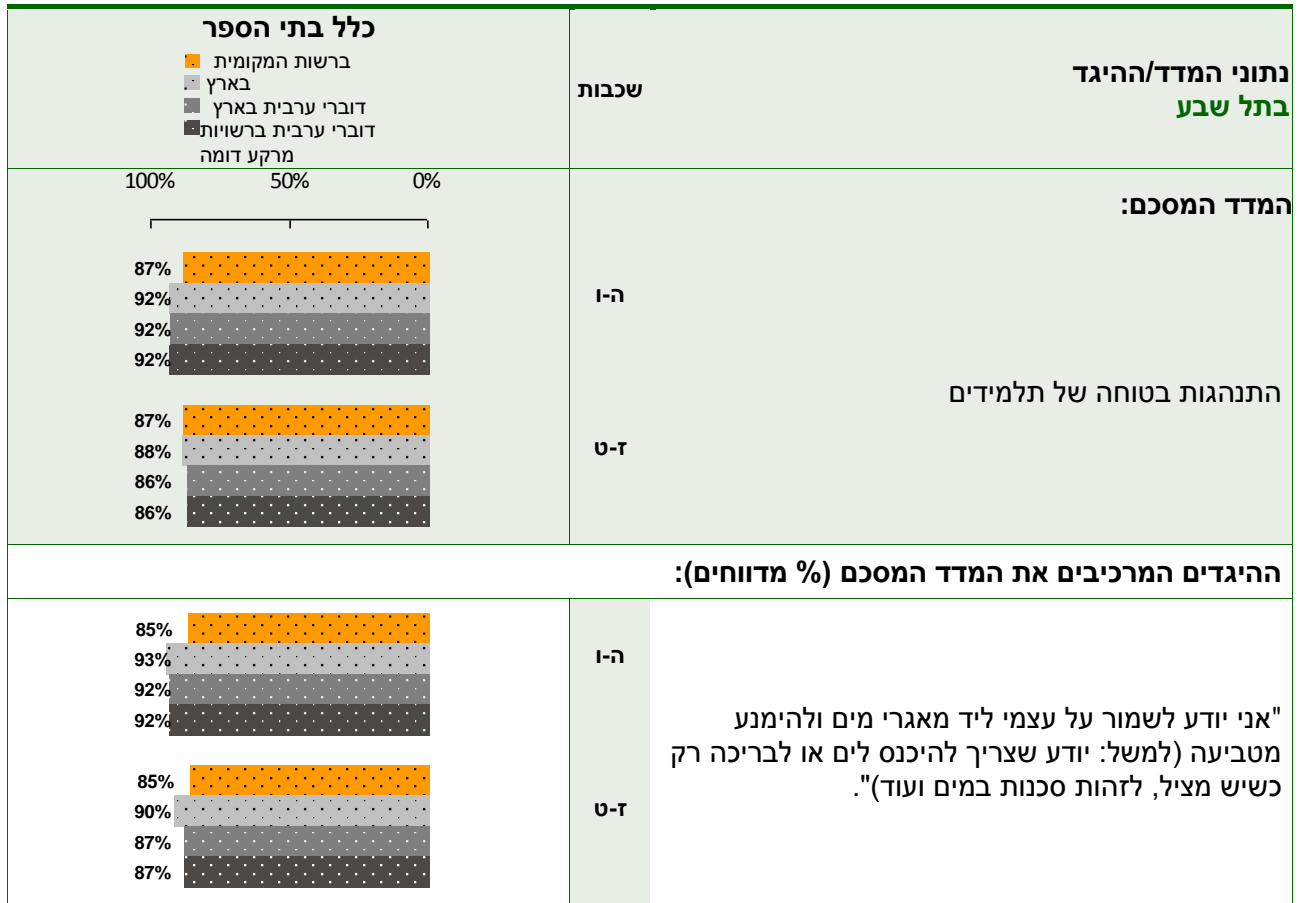 נתוני המדד/ההיגד
בתל שבע
שכבות
כלל בתי הספר
ברשות המקומית
בארץ
דוברי ערבית בארץ
דוברי ערבית ברשויות
מרקע דומה
המדד המסכם:
0% 50% 100%
התנהגות בטוחה של תלמידים
ה-ו
87%
92%
92%
92%
ז-ט
87%
88%
86%
86%
ההיגדים המרכיבים את המדד המסכם (% מדווחים):
"אני יודע לשמור על עצמי ליד מאגרי מים ולהימנע
מטביעה (למשל: יודע שצריך להיכנס לים או לבריכה רק
כשיש מציל, לזהות סכנות במים ועוד)".
ה-ו
85%
93%
92%
92%
ז-ט
85%
90%
87%
87%